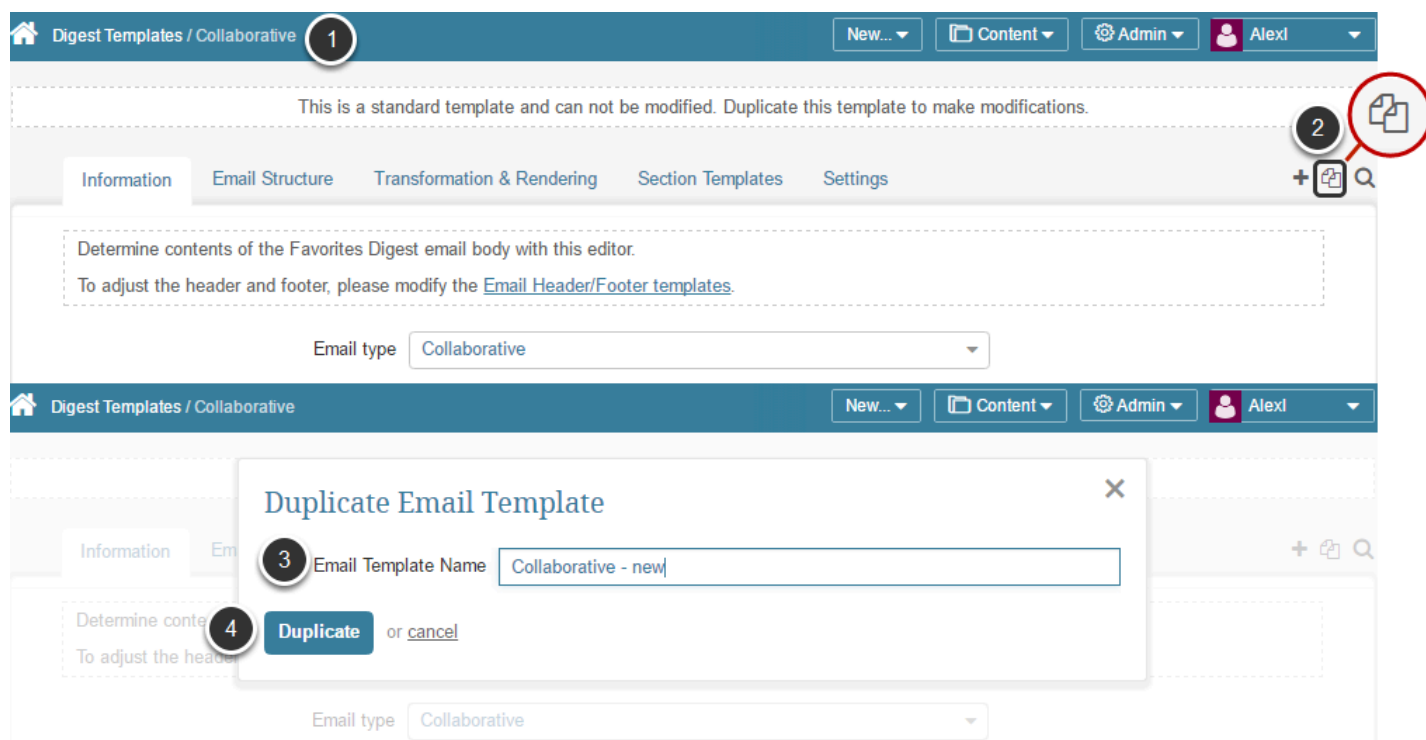 Digest Templates / Collaborative 1 New... Content Admin AlexI
This is a standard template and can not be modified. Duplicate this template to make modifications.
2
Information Email Structure Transformation & Rendering Section Templates Settings
Determine contents of the Favorites Digest email body with this editor.
To adjust the header and footer, please modify the Email Header/Footer templates.
Email type Collaborative
Digest Templates / Collaborative New... Content Admin AlexI
Duplicate Email Template
Information Em
3 Email Template Name Collaborative - new
Determine conte
4 Duplicate or cancel
To adjust the header
Email type Collaborative